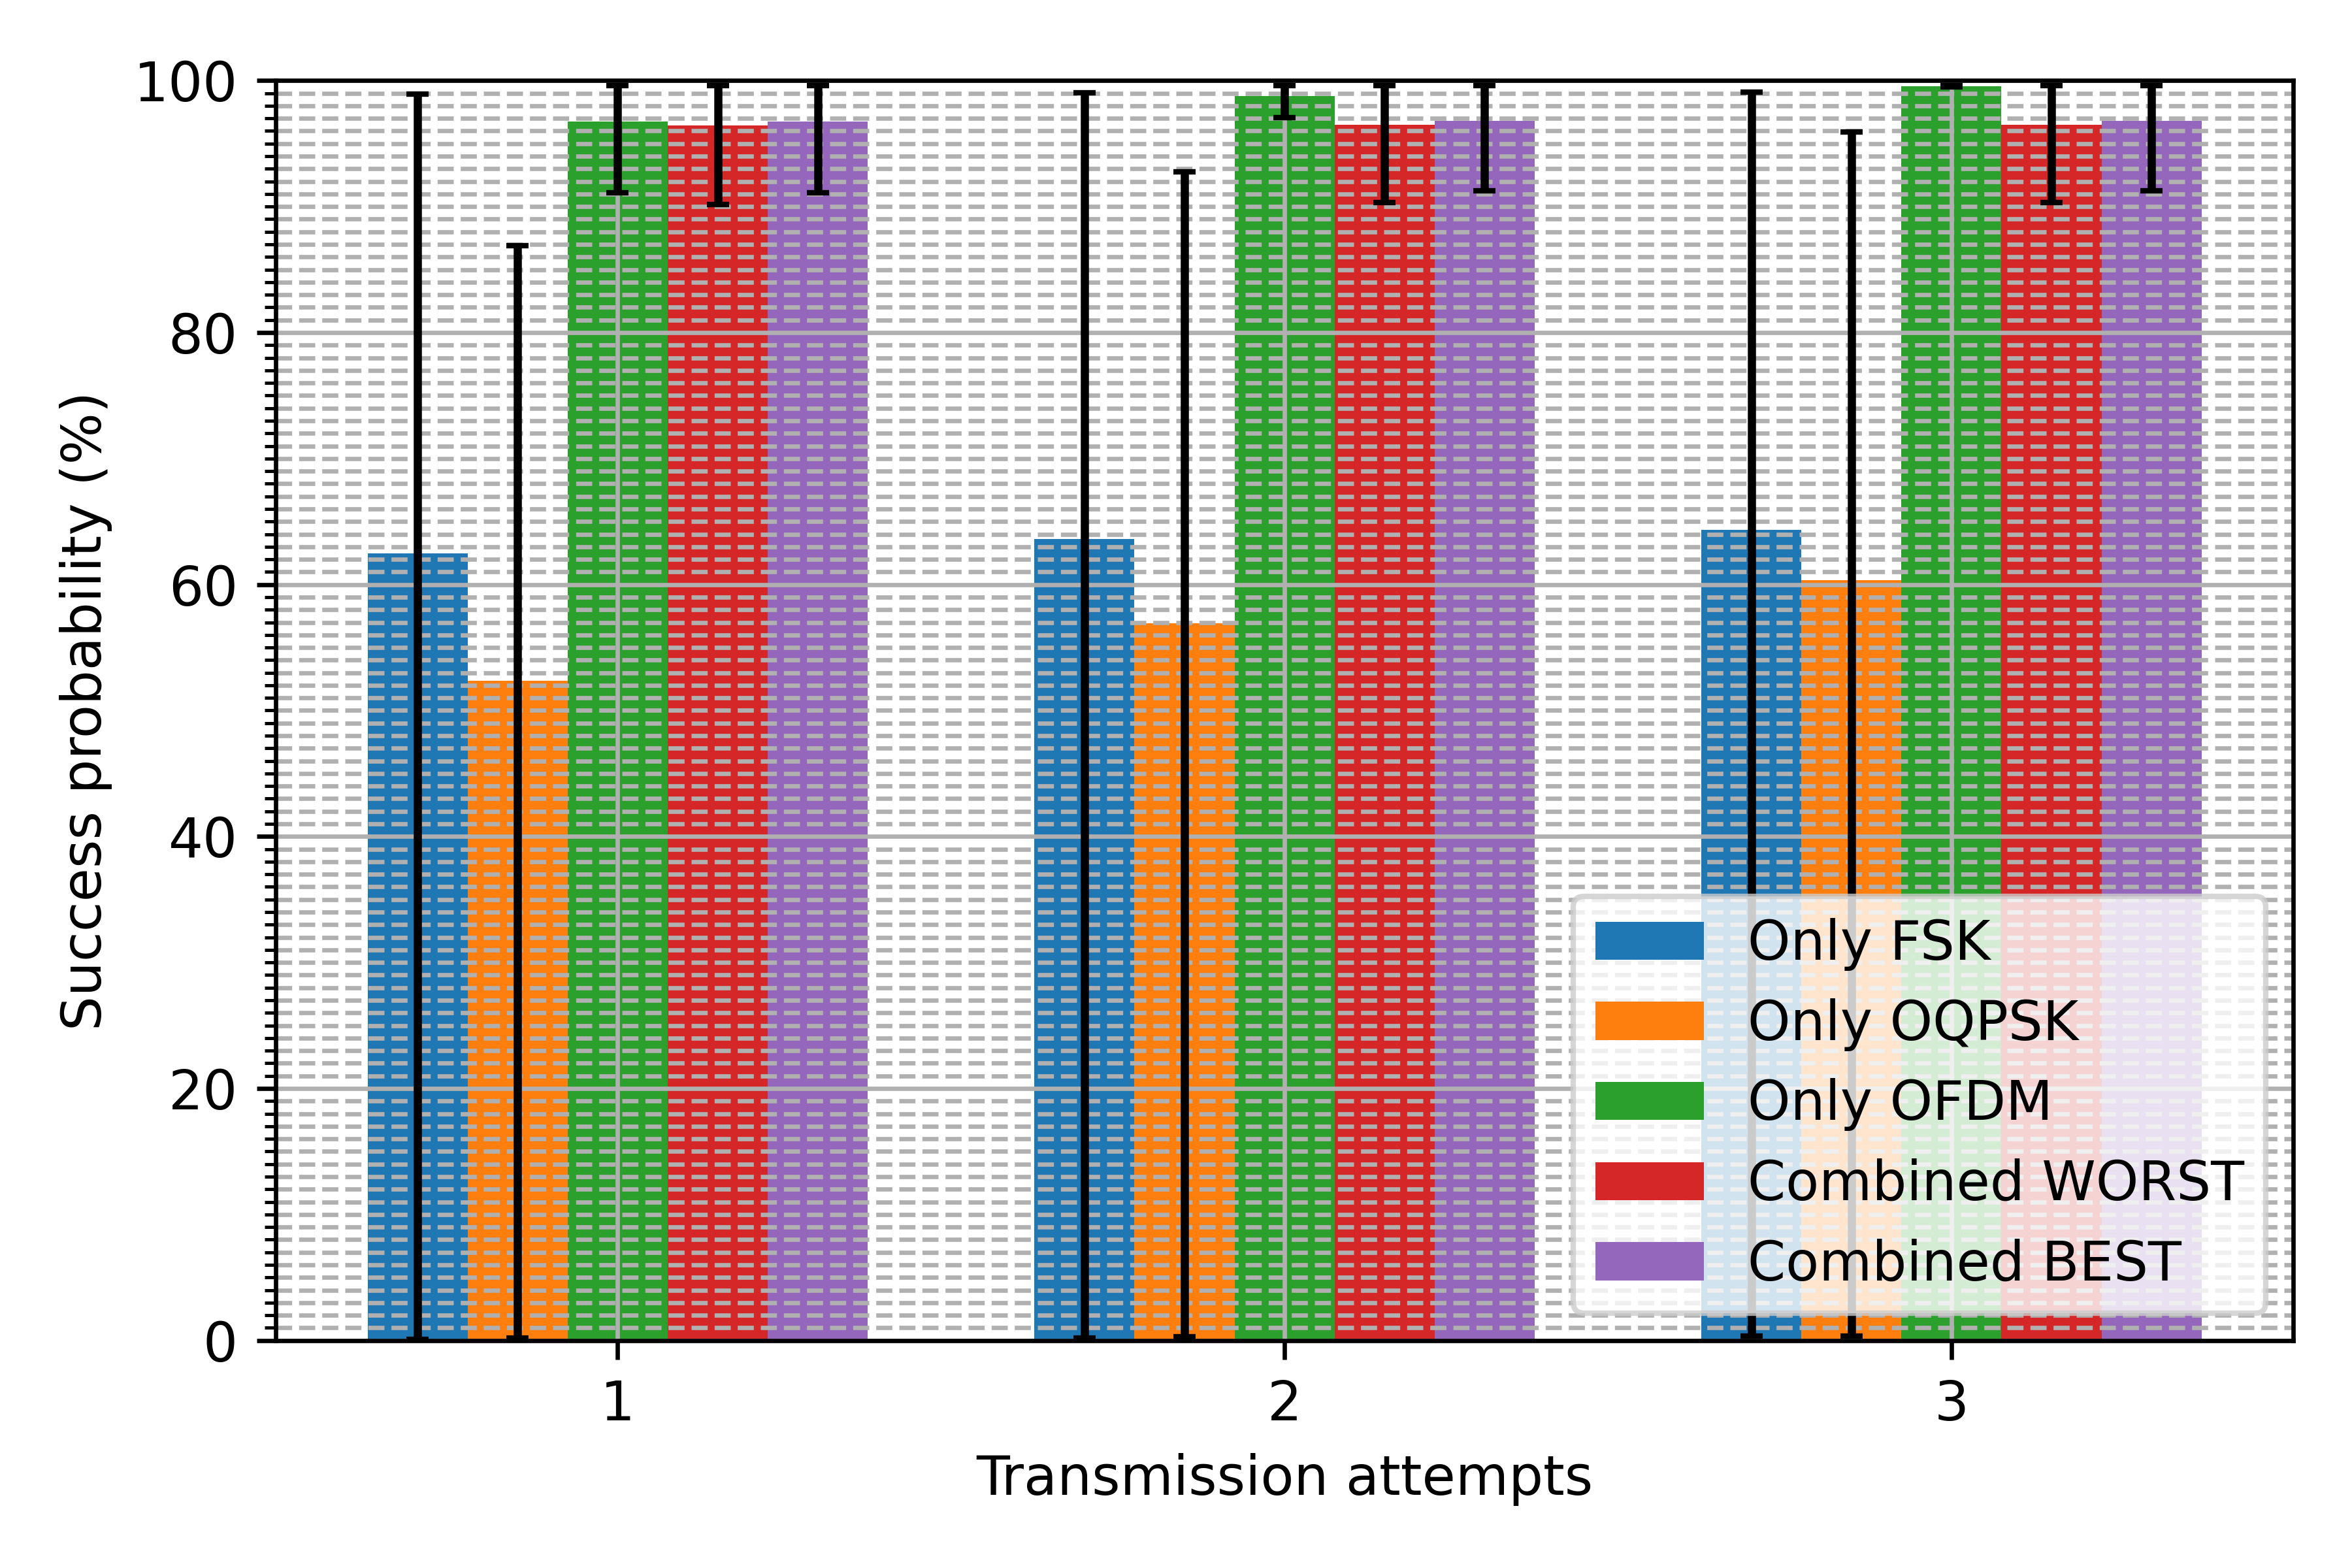 100
80
60
40
20
0
Success probability (%)
Only FSK
Only OQPSK
Only OFDM
Combined WORST
Combined BEST
1 2 3
Transmission attempts